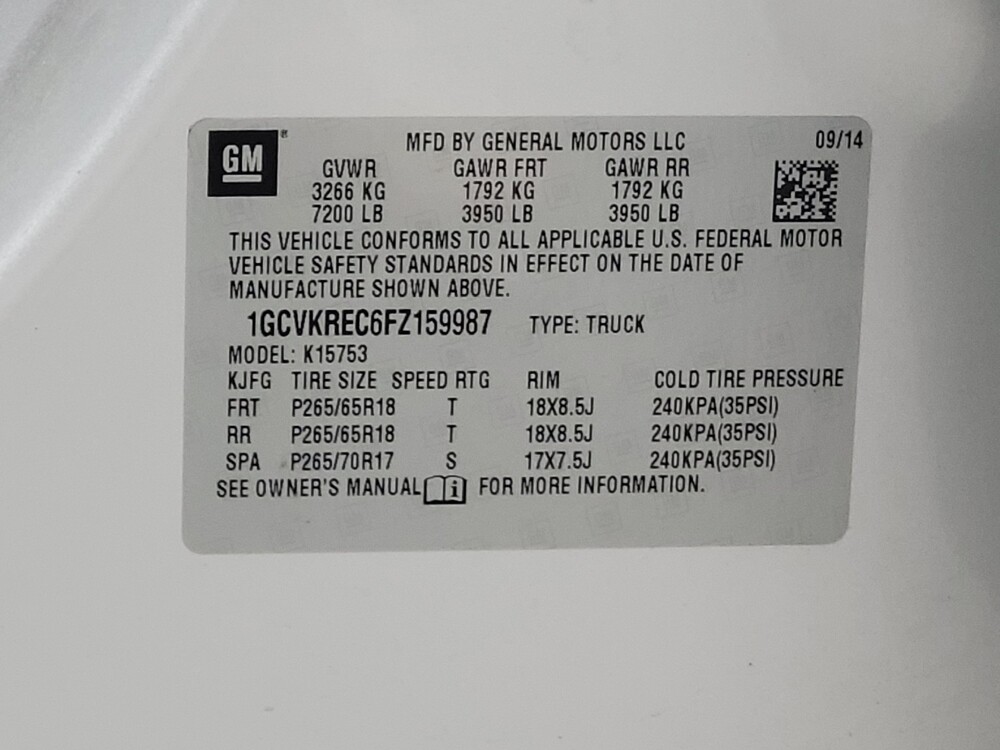 GM®
MFD BY GENERAL MOTORS LLC 09/14
GVWR GAWR FRT GAWR RR
3266 KG 1792 KG 1792 KG
7200 LB 3950 LB 3950 LB
THIS VEHICLE CONFORMS TO ALL APPLICABLE U.S. FEDERAL MOTOR
VEHICLE SAFETY STANDARDS IN EFFECT ON THE DATE OF
MANUFACTURE SHOWN ABOVE.
1GCVKREC6FZ159987 TYPE: TRUCK
MODEL: K15753
KJFG TIRE SIZE SPEED RTG RIM COLD TIRE PRESSURE
FRT P265/65R18 T 18X8.5J 240KPA(35PSI)
RR P265/65R18 T 18X8.5J 240KPA(35PSI)
SPA P265/70R17 S 17X7.5J 240KPA(35PSI)
SEE OWNER'S MANUAL i FOR MORE INFORMATION.